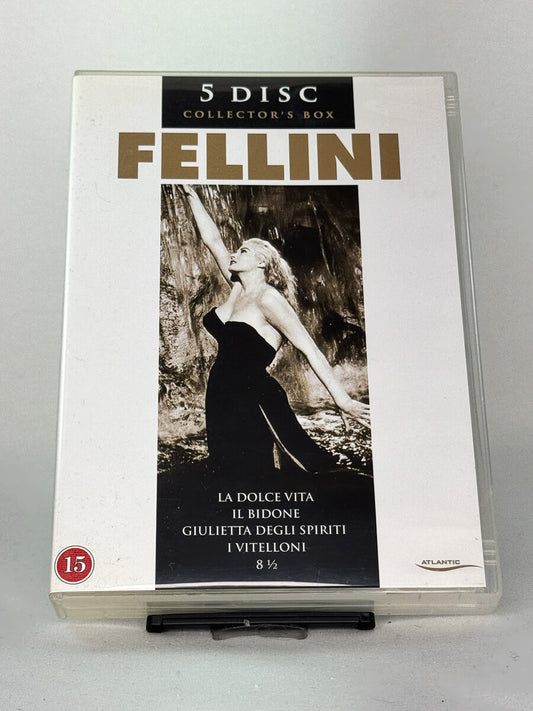 5 DISC
COLLECTOR'S BOX
FELLINI
LA DOLCE VITA
IL BIDONE
GIULIETTA DEGLI SPIRITI
I VITELLONI
8 ½
15
ATLANTIC